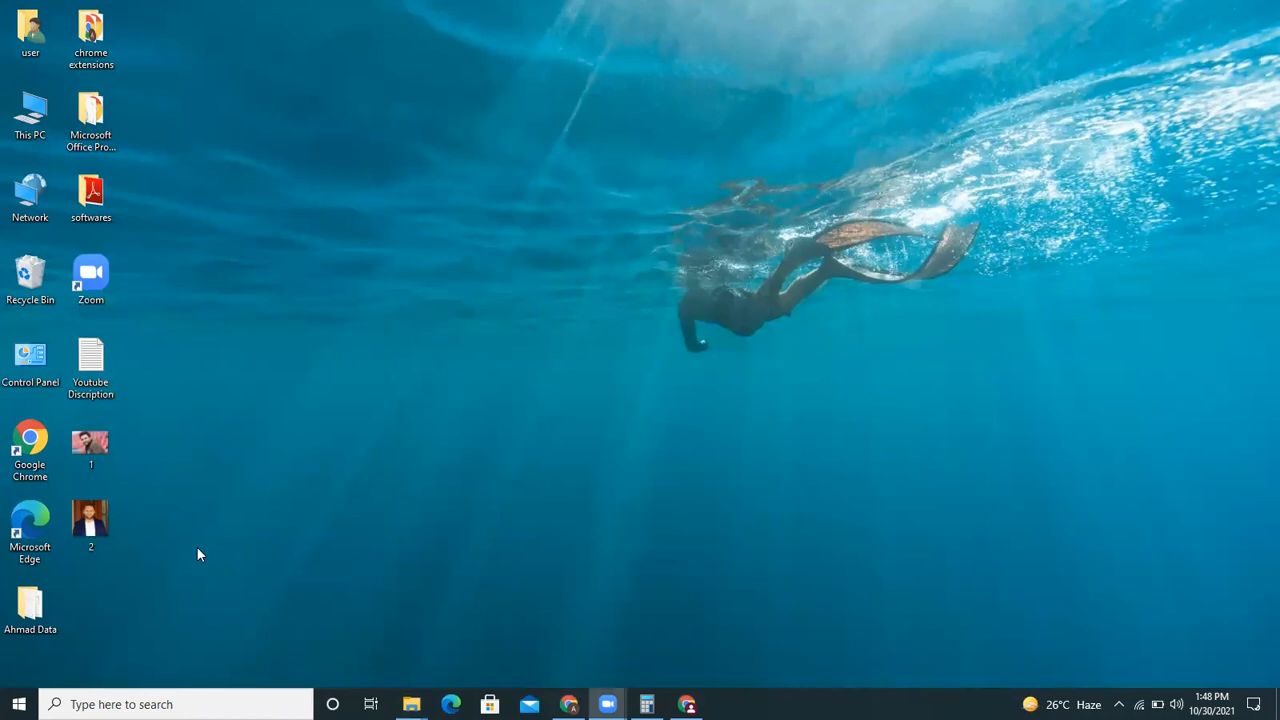 user
chrome
extensions
This PC
Microsoft
Office Pro...
Network
softwares
Recycle Bin
Zoom
Control Panel
Youtube
Discription
Google
Chrome
1
Microsoft
Edge
2
Ahmad Data
Type here to search
26°C Haze
1:48 PM
10/30/2021